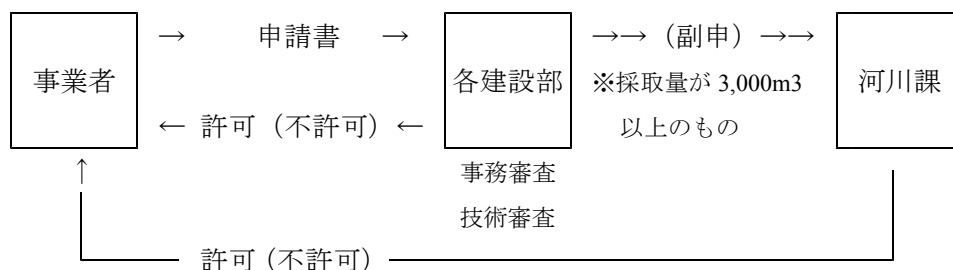 → 申請書 → →→（副申）→→
事業者 各建設部 ※採取量が 3,000m3 河川課
← 許可（不許可）← 以上のもの
↑ 事務審査
技術審査
許可（不許可）